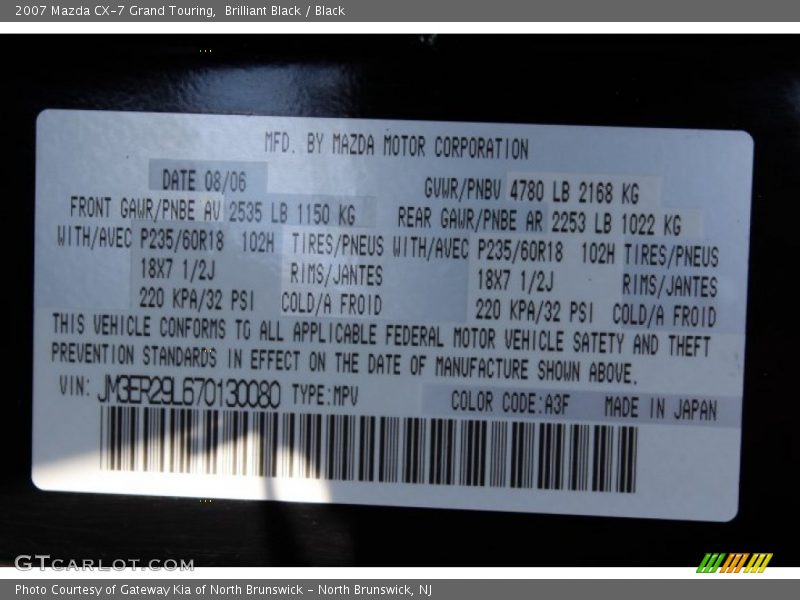 2007 Mazda CX-7 Grand Touring,  Brilliant Black / Black
MFD. BY MAZDA MOTOR CORPORATION
DATE 08/06
GVWR/PNBV 4780 LB 2168 KG
FRONT GAWR/PNBE AV 2535 LB 1150 KG
REAR GAWR/PNBE AR 2253 LB 1022 KG
WITH/AVEC P235/60R18 102H TIRES/PNEUS WITH/AVEC P235/60R18 102H TIRES/PNEUS
18X7 1/2J RIMS/JANTES 18X7 1/2J RIMS/JANTES
220 KPA/32 PSI COLD/A FROID 220 KPA/32 PSI COLD/A FROID
THIS VEHICLE CONFORMS TO ALL APPLICABLE FEDERAL MOTOR VEHICLE SAFETY AND THEFT
PREVENTION STANDARDS IN EFFECT ON THE DATE OF MANUFACTURE SHOWN ABOVE.
VIN: JM3ER29L670130080 TYPE:MPV
COLOR CODE:A3F MADE IN JAPAN
GTCARLOT.COM
Photo Courtesy of Gateway Kia of North Brunswick - North Brunswick, NJ